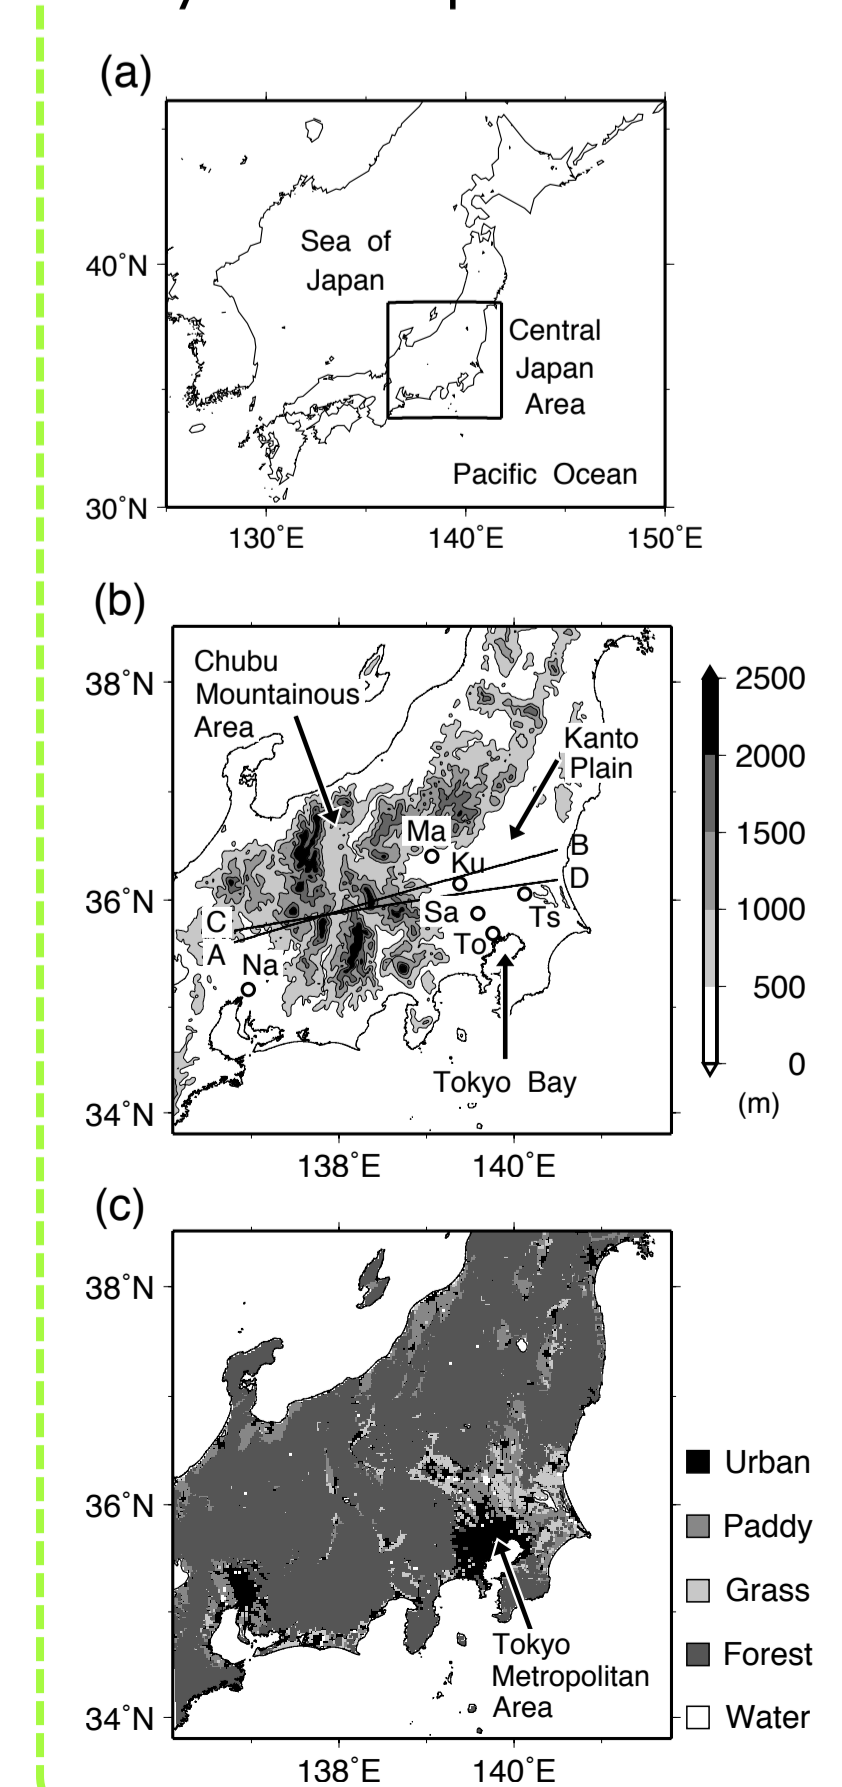 (a)
Sea of
Japan
Central
Japan
Area
Pacific Ocean
40°N
30°N
130°E
140°E
150°E
(b)
Chubu
Mountainous
Area
Kanto
Plain
Ma
Ku
B
D
Sa
Ts
To
C
A
Na
Tokyo Bay
38°N
36°N
34°N
138°E
140°E
2500
2000
1500
1000
500
0
(m)
(c)
38°N
36°N
34°N
138°E
140°E
Tokyo
Metropolitan
Area
Urban
Paddy
Grass
Forest
Water